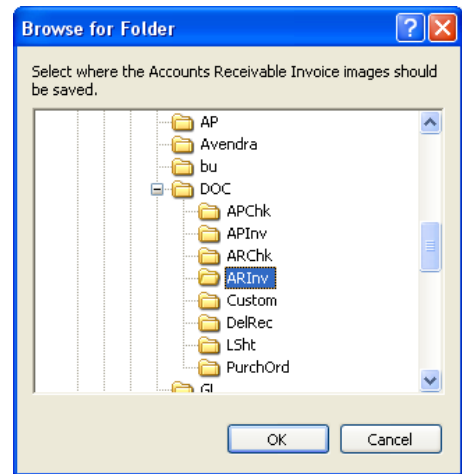 Browse for Folder
Select where the Accounts Receivable Invoice images should
be saved.
AP
Avendra
bu
DOC
APChk
APInv
ARChk
ARInv
Custom
DelRec
LSht
PurchOrd
GL
OK Cancel